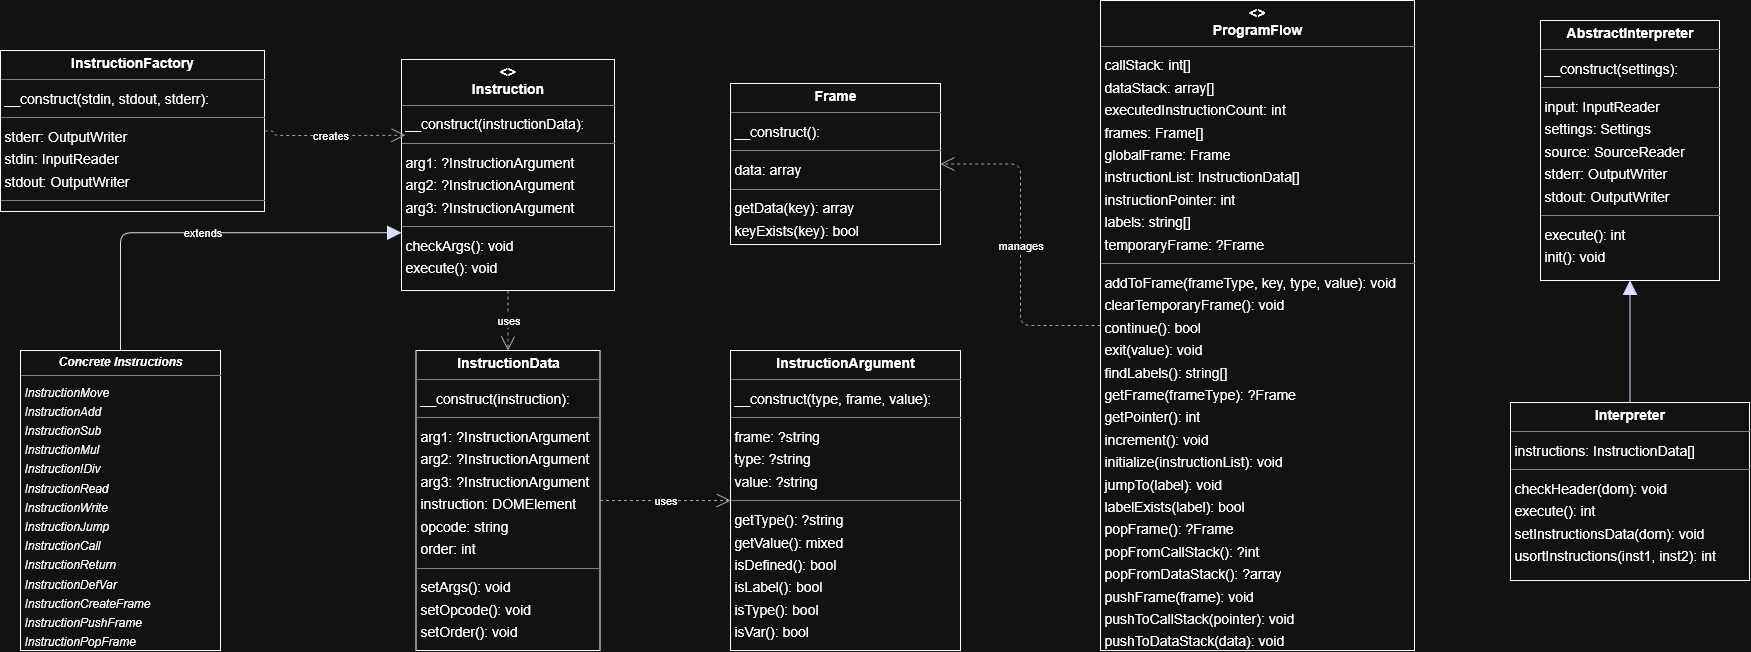 InstructionFactory
__construct(stdin, stdout, stderr):
stderr: OutputWriter
stdin: InputReader
stdout: OutputWriter
creates
<>
Instruction
__construct(instructionData):
arg1: ?InstructionArgument
arg2: ?InstructionArgument
arg3: ?InstructionArgument
checkArgs(): void
execute(): void
extends
uses
Concrete Instructions
InstructionMove
InstructionAdd
InstructionSub
InstructionMul
InstructionIDiv
InstructionRead
InstructionWrite
InstructionJump
InstructionCall
InstructionReturn
InstructionDefVar
InstructionCreateFrame
InstructionPushFrame
InstructionPopFrame
InstructionData
__construct(instruction):
arg1: ?InstructionArgument
arg2: ?InstructionArgument
arg3: ?InstructionArgument
instruction: DOMElement
opcode: string
order: int
setArgs(): void
setOpcode(): void
setOrder(): void
uses
Frame
__construct():
data: array
getData(key): array
keyExists(key): bool
manages
InstructionArgument
__construct(type, frame, value):
frame: ?string
type: ?string
value: ?string
getType(): ?string
getValue(): mixed
isDefined(): bool
isLabel(): bool
isType(): bool
isVar(): bool
<>
ProgramFlow
callStack: int[]
dataStack: array[]
executedInstructionCount: int
frames: Frame[]
globalFrame: Frame
instructionList: InstructionData[]
instructionPointer: int
labels: string[]
temporaryFrame: ?Frame
addToFrame(frameType, key, type, value): void
clearTemporaryFrame(): void
continue(): bool
exit(value): void
findLabels(): string[]
getFrame(frameType): ?Frame
getPointer(): int
increment(): void
initialize(instructionList): void
jumpTo(label): void
labelExists(label): bool
popFrame(): ?Frame
popFromCallStack(): ?int
popFromDataStack(): ?array
pushFrame(frame): void
pushToCallStack(pointer): void
pushToDataStack(data): void
AbstractInterpreter
__construct(settings):
input: InputReader
settings: Settings
source: SourceReader
stderr: OutputWriter
stdout: OutputWriter
execute(): int
init(): void
Interpreter
instructions: InstructionData[]
checkHeader(dom): void
execute(): int
setInstructionsData(dom): void
usortInstructions(inst1, inst2): int